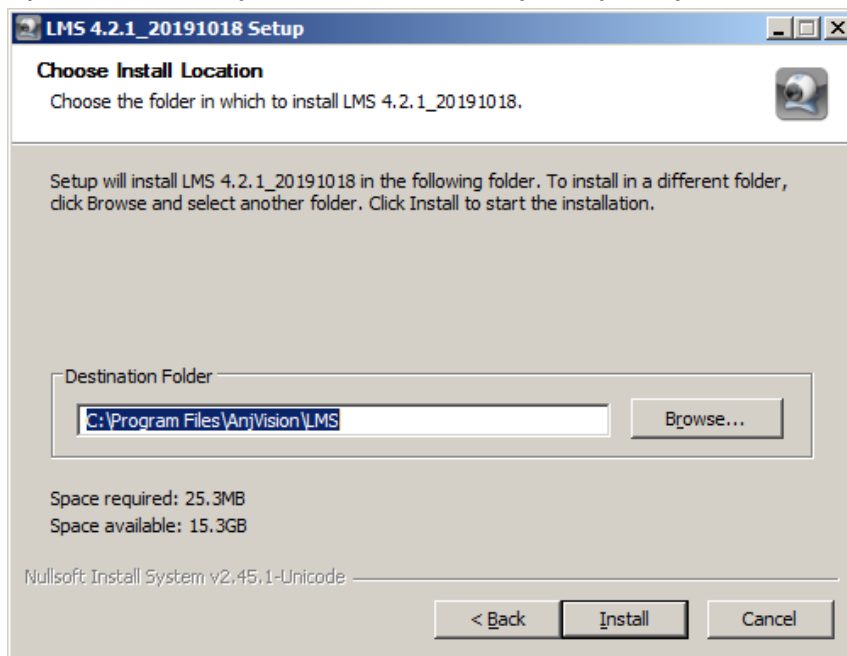 LMS 4.2.1_20191018 Setup
Choose Install Location
Choose the folder in which to install LMS 4.2.1_20191018.
Setup will install LMS 4.2.1_20191018 in the following folder. To install in a different folder,
click Browse and select another folder. Click Install to start the installation.
Destination Folder
C:\Program Files\AnjVision\LMS
Browse...
Space required: 25.3MB
Space available: 15.3GB
Nullsoft Install System v2.45.1-Unicode
< Back
Install
Cancel